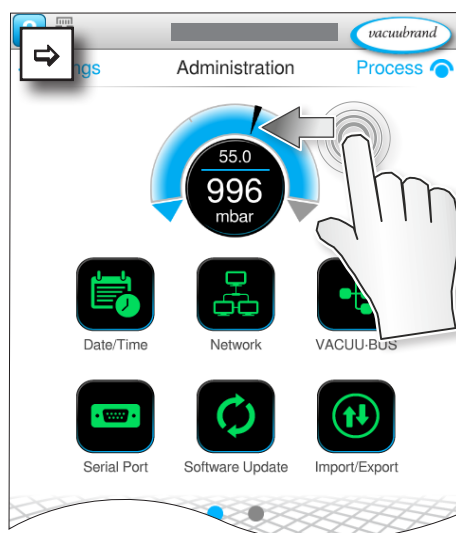 vacuubrand
ngs Administration Process
55.0
996
mbar
Date/Time Network VACUU·BUS
Serial Port Software Update Import/Export